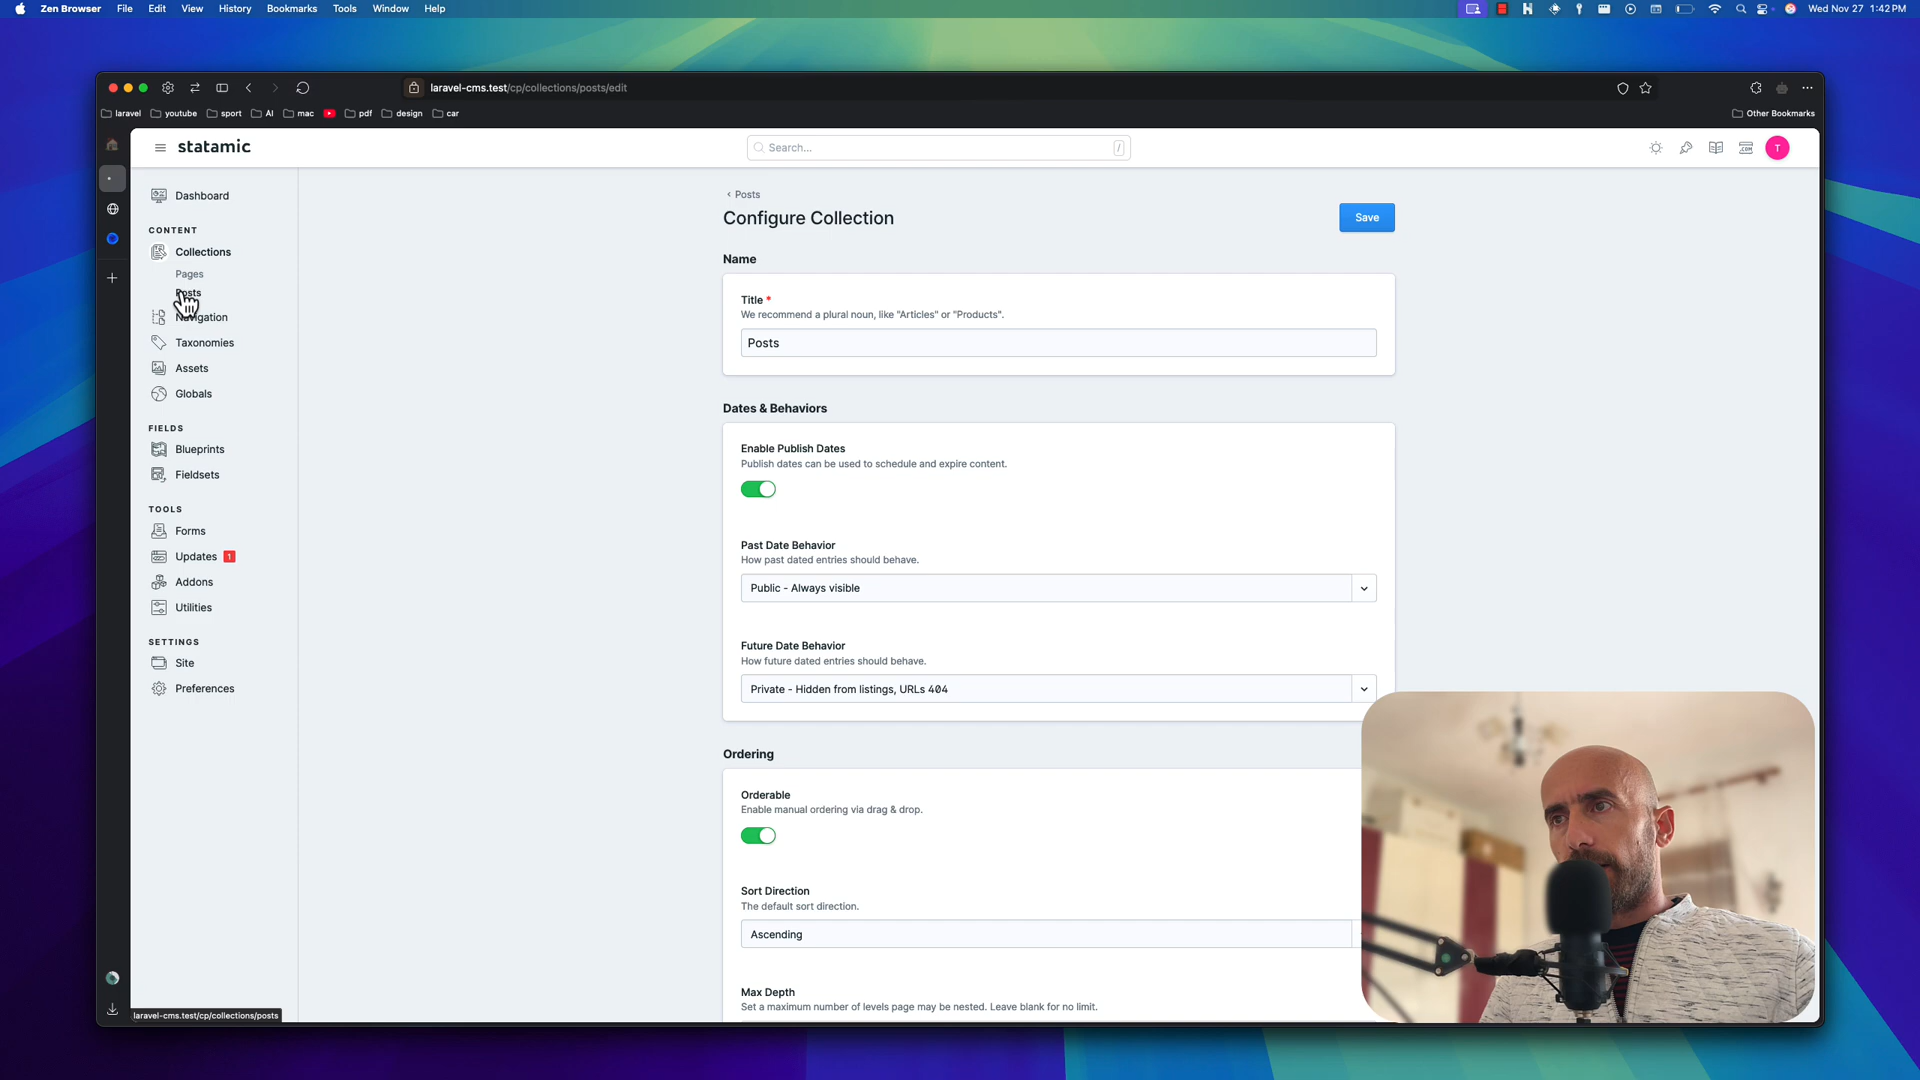 Zen Browser File Edit View History Bookmarks Tools Window Help
Wed Nov 27 1:42 PM
laravel-cms.test/cp/collections/posts/edit
laravel youtube sport AI mac pdf design car
Other Bookmarks
statamic
Search...
/
.COM
T
Dashboard
CONTENT
Collections
Pages
Posts
Navigation
Taxonomies
Assets
Globals
FIELDS
Blueprints
Fieldsets
TOOLS
Forms
Updates 1
Addons
Utilities
SETTINGS
Site
Preferences
‹ Posts
Configure Collection
Save
Name
Title *
We recommend a plural noun, like "Articles" or "Products".
Posts
Dates & Behaviors
Enable Publish Dates
Publish dates can be used to schedule and expire content.
Past Date Behavior
How past dated entries should behave.
Public - Always visible
Future Date Behavior
How future dated entries should behave.
Private - Hidden from listings, URLs 404
Ordering
Orderable
Enable manual ordering via drag & drop.
Sort Direction
The default sort direction.
Ascending
Max Depth
Set a maximum number of levels page may be nested. Leave blank for no limit.
laravel-cms.test/cp/collections/posts